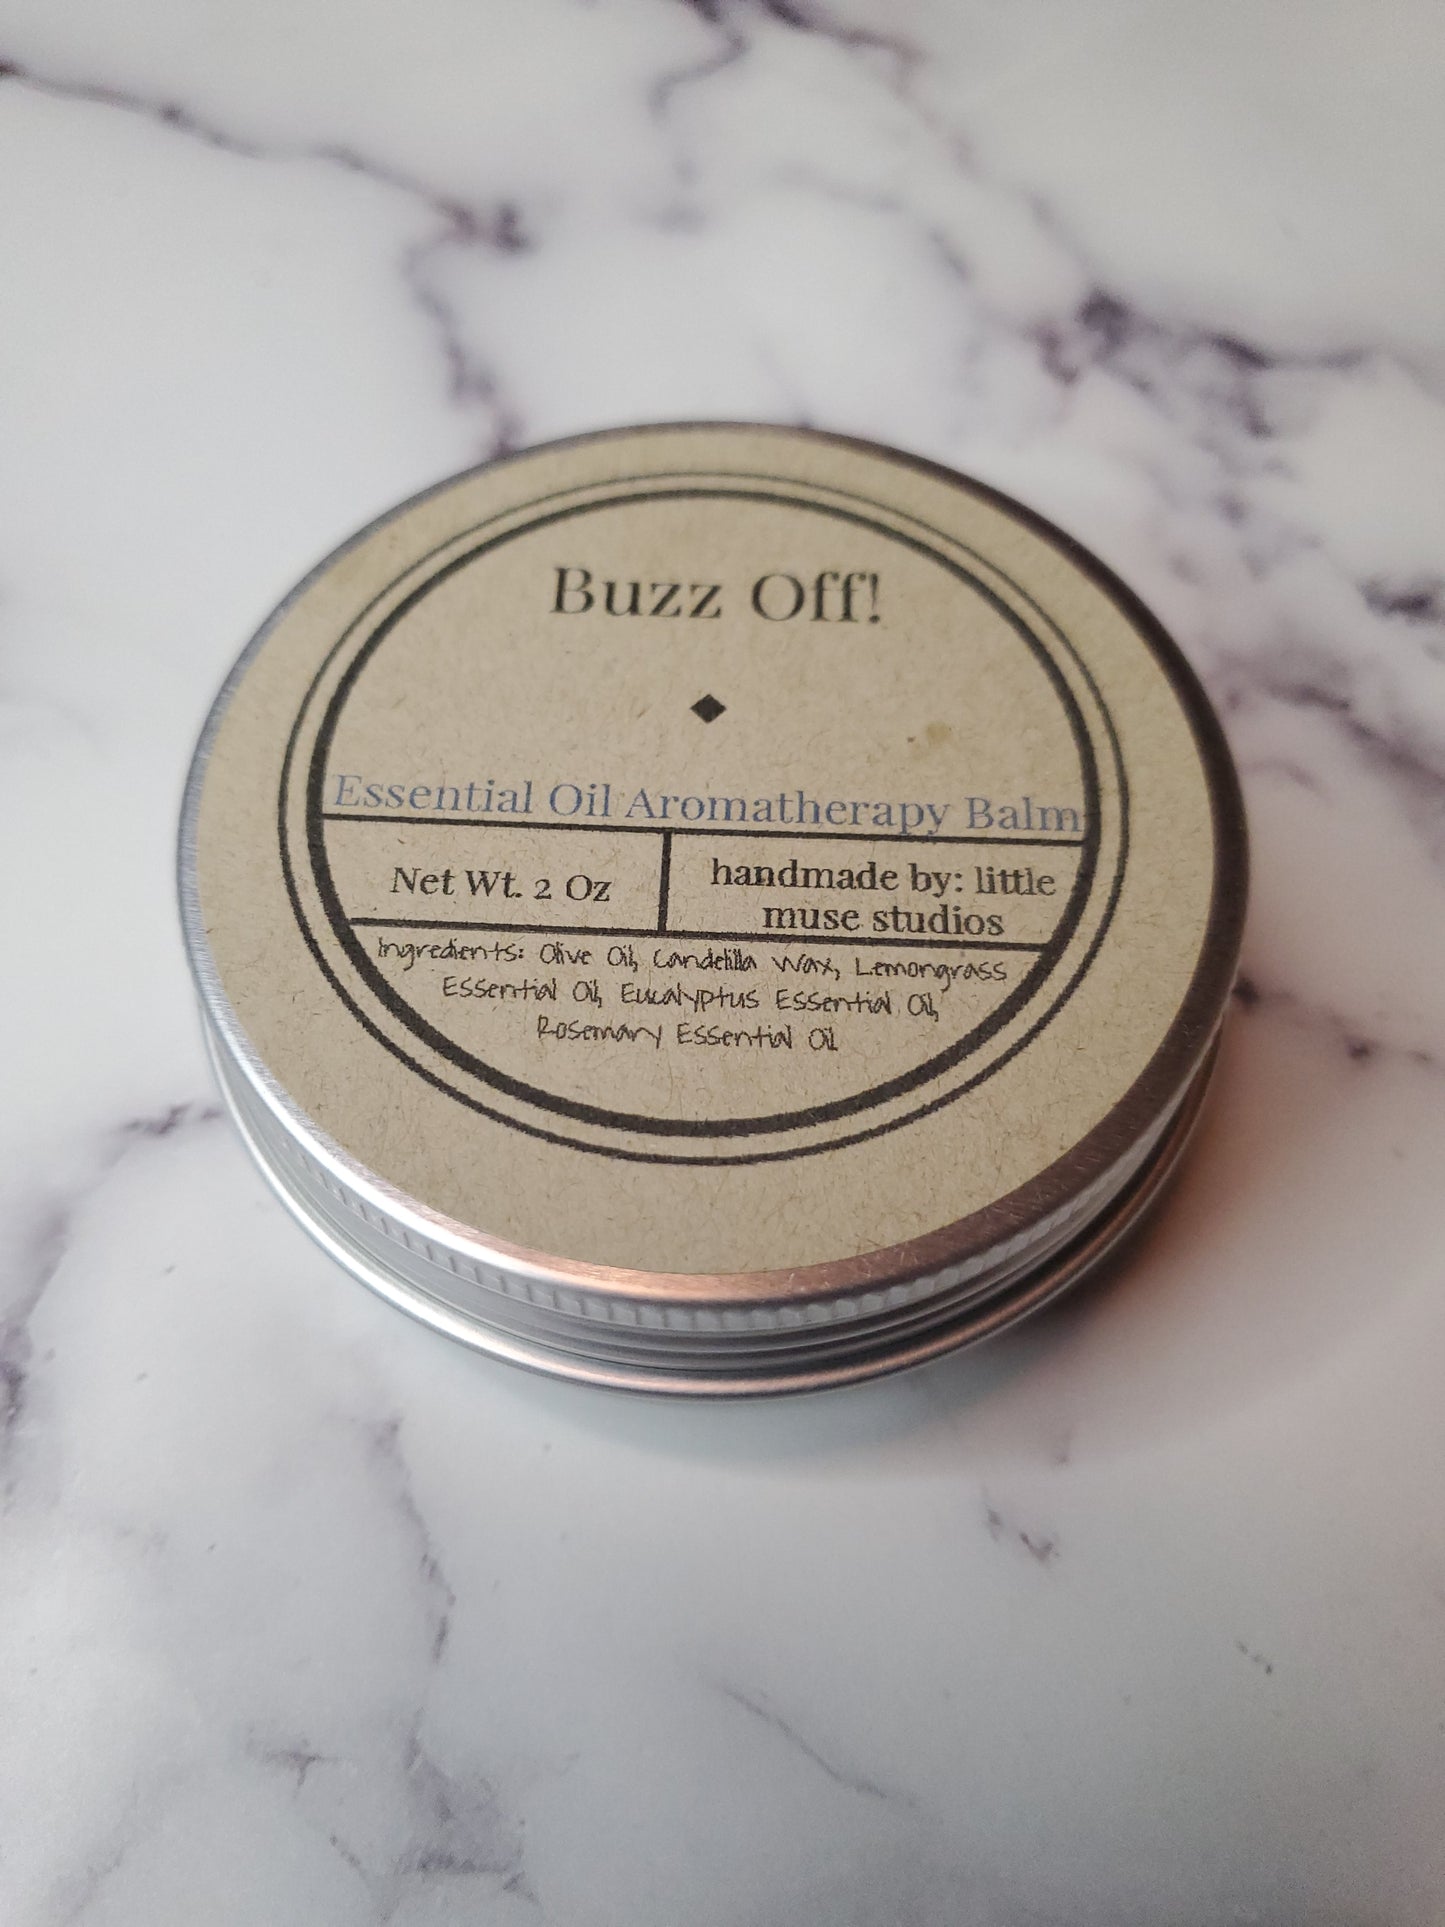 Buzz Off!
Essential Oil Aromatherapy Balm
Net Wt. 2 Oz
handmade by: little
muse studios
Ingredients: Olive Oil, Candelilla Wax, Lemongrass
Essential Oil, Eucalyptus Essential Oil,
Rosemary Essential Oil